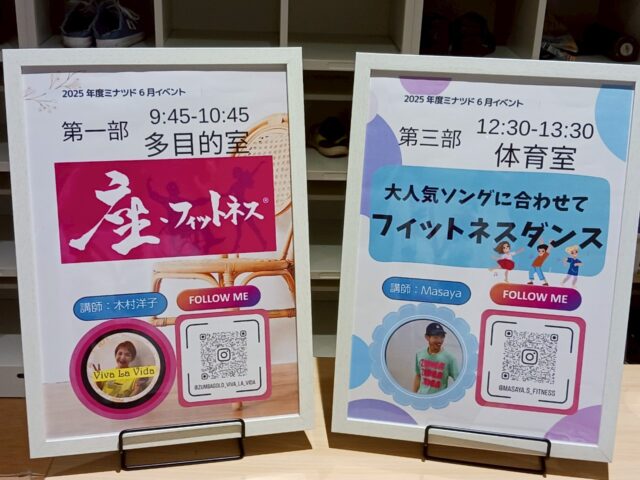 2025 年度ミナツド 6 月イベント
第一部
9:45-10:45
多目的室
座・フィットネス®
講師：木村洋子
FOLLOW ME
Viva La Vida
@ZUMBAGOLD_VIVA_LA_VIDA
2025 年度ミナツド 6 月イベント
第三部
12:30-13:30
体育室
大人気ソングに合わせて
フィットネスダンス
講師：Masaya
FOLLOW ME
@MASAYA.S_FITNESS